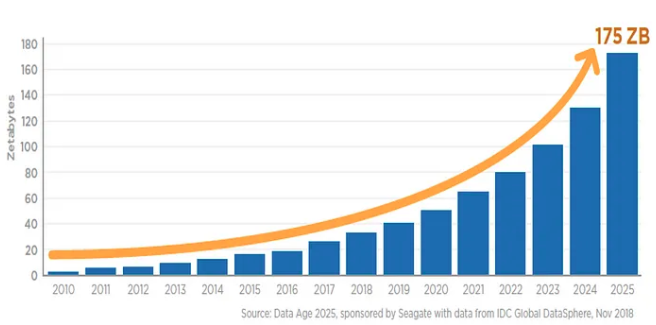 175 ZB
180
160
140
120
100
80
60
40
20
0
Zetabytes
2010 2011 2012 2013 2014 2015 2016 2017 2018 2019 2020 2021 2022 2023 2024 2025
Source: Data Age 2025, sponsored by Seagate with data from IDC Global DataSphere, Nov 2018